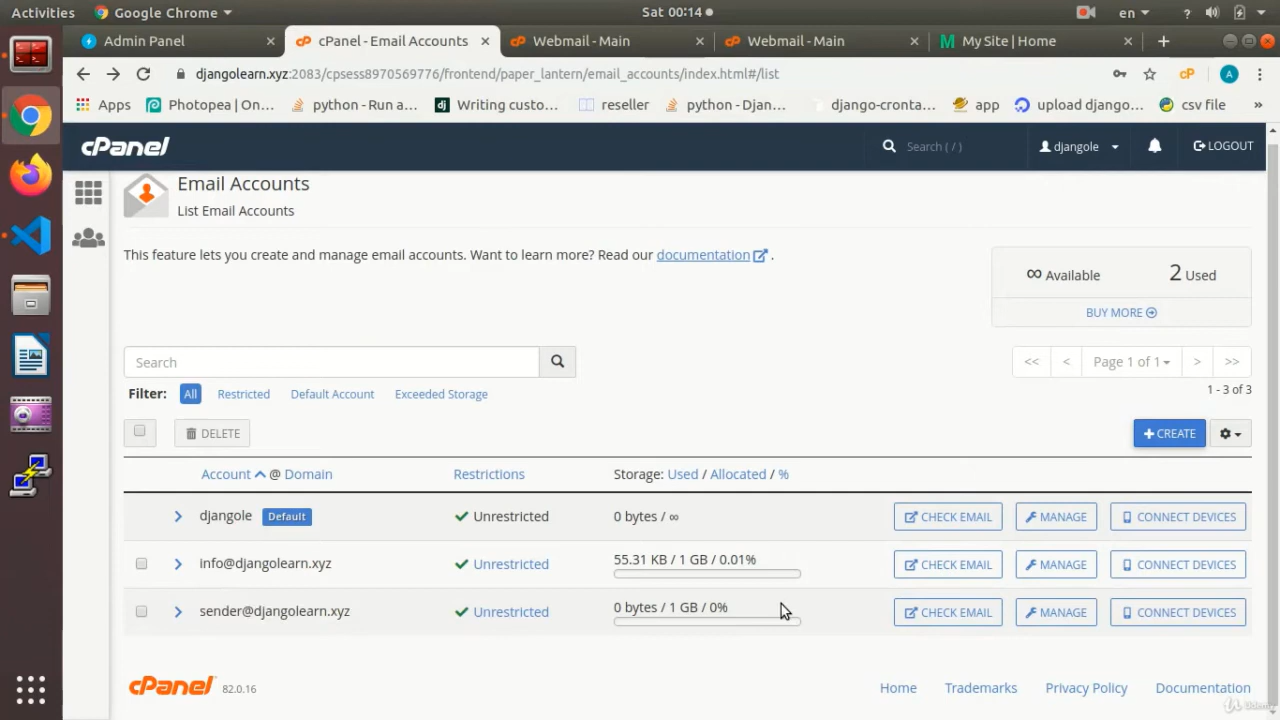 Activities Google Chrome Sat 00:14 en
Admin Panel cPanel - Email Accounts Webmail - Main Webmail - Main My Site | Home
djangolearn.xyz:2083/cpsess8970569776/frontend/paper_lantern/email_accounts/index.html#/list
Apps Photopea | On... python - Run a... Writing custo... reseller python - Djan... django-cronta... app upload django... csv file »
cPanel Search ( / ) djangole LOGOUT
Email Accounts
List Email Accounts
This feature lets you create and manage email accounts. Want to learn more? Read our documentation .
∞ Available 2 Used
BUY MORE
Search
<< < Page 1 of 1 > >>
Filter: All Restricted Default Account Exceeded Storage
1 - 3 of 3
DELETE
+ CREATE
Account @ Domain Restrictions Storage: Used / Allocated / %
djangole Default Unrestricted 0 bytes / ∞ CHECK EMAIL MANAGE CONNECT DEVICES
info@djangolearn.xyz Unrestricted 55.31 KB / 1 GB / 0.01% CHECK EMAIL MANAGE CONNECT DEVICES
sender@djangolearn.xyz Unrestricted 0 bytes / 1 GB / 0% CHECK EMAIL MANAGE CONNECT DEVICES
cPanel 82.0.16 Home Trademarks Privacy Policy Documentation
Udemy